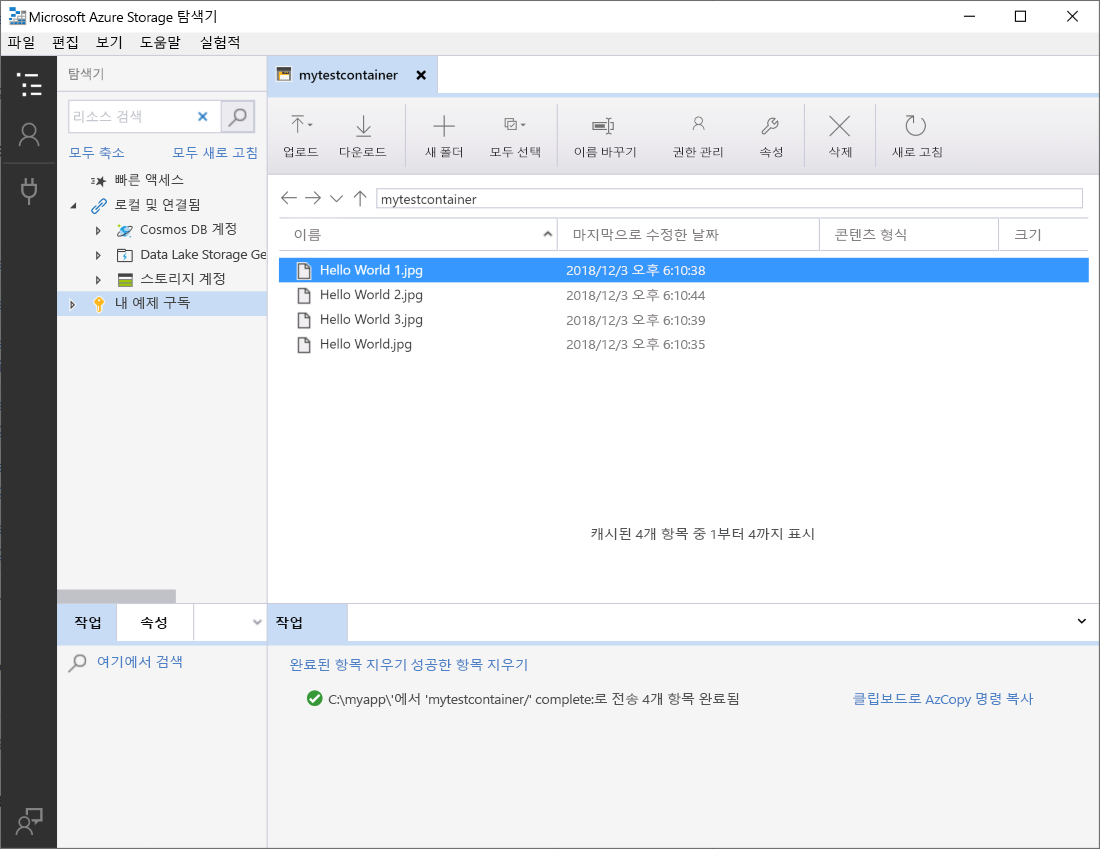 Microsoft Azure Storage 탐색기
파일 편집 보기 도움말 실험적
탐색기
리소스 검색
모두 축소 모두 새로 고침
빠른 액세스
로컬 및 연결됨
Cosmos DB 계정
Data Lake Storage Ge
스토리지 계정
내 예제 구독
작업 속성
여기에서 검색
mytestcontainer
업로드 다운로드 새 폴더 모두 선택 이름 바꾸기 권한 관리 속성 삭제 새로 고침
mytestcontainer
이름 마지막으로 수정한 날짜 콘텐츠 형식 크기
Hello World 1.jpg 2018/12/3 오후 6:10:38
Hello World 2.jpg 2018/12/3 오후 6:10:44
Hello World 3.jpg 2018/12/3 오후 6:10:39
Hello World.jpg 2018/12/3 오후 6:10:35
캐시된 4개 항목 중 1부터 4까지 표시
작업
완료된 항목 지우기 성공한 항목 지우기
C:\myapp\'에서 'mytestcontainer/' complete:로 전송 4개 항목 완료됨 클립보드로 AzCopy 명령 복사